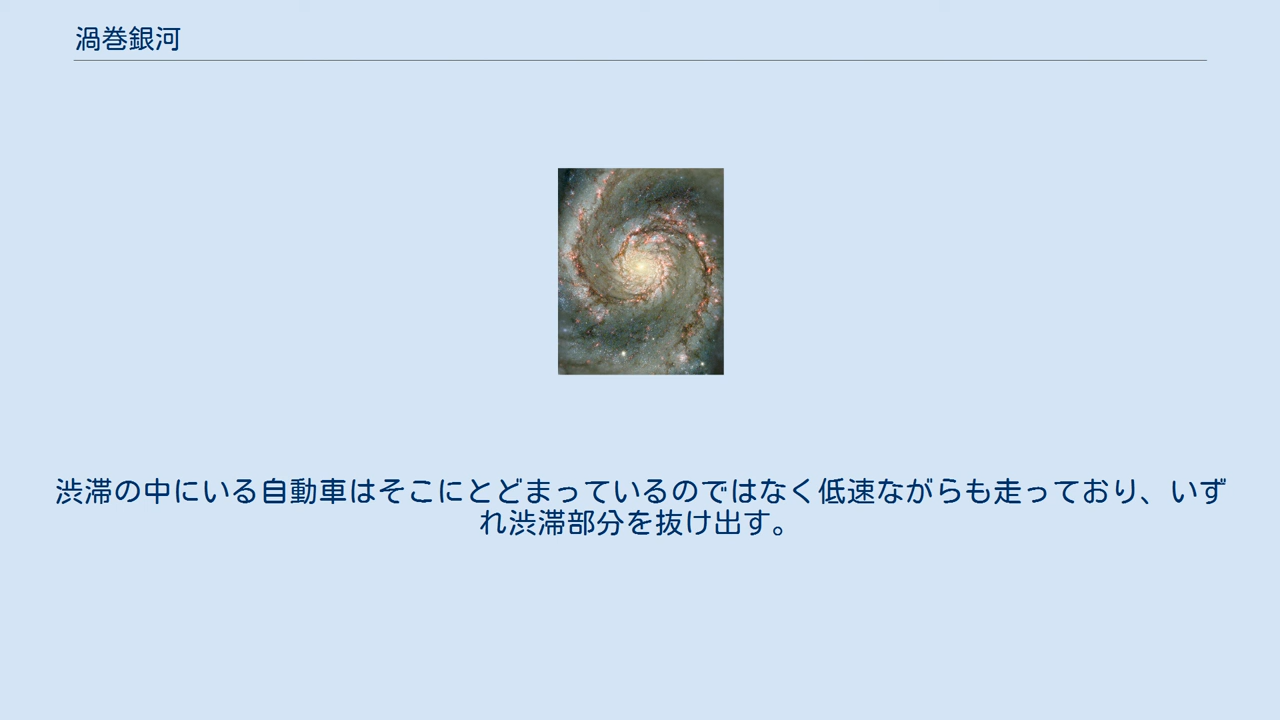 渦巻銀河
渋滞の中にいる自動車はそこにとどまっているのではなく低速ながらも走っており、いず
れ渋滞部分を抜け出す。